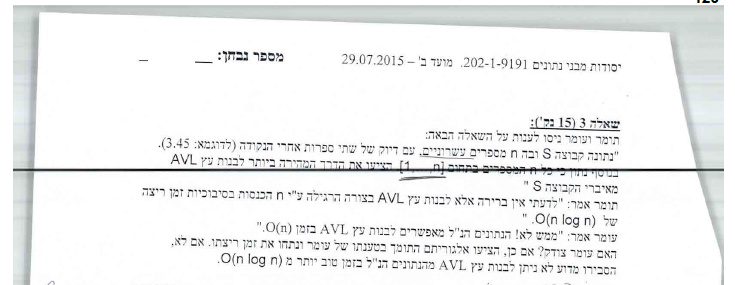 120
יסודות מבני נתונים 202-1-9191. מועד ב' – 29.07.2015 מספר נבחן: __ _
שאלה 3 (15 נק'):
תומר ועומר ניסו לענות על השאלה הבאה:
"נתונה קבוצה S ובה n מספרים עשרוניים, עם דיוק של שתי ספרות אחרי הנקודה (לדוגמא: 3.45).
בנוסף נתון כי כל n המספרים בתחום [1,...,n]. הציעו את הדרך המהירה ביותר לבנות עץ AVL
מאיברי הקבוצה S "
תומר אמר: "לדעתי אין ברירה אלא לבנות עץ AVL בצורה הרגילה ע"י n הכנסות בסיבוכיות זמן ריצה
של O(n log n). "
עומר אמר: "ממש לא! הנתונים הנ"ל מאפשרים לבנות עץ AVL בזמן O(n)."
האם עומר צודק? אם כן, הציעו אלגוריתם התומך בטענתו של עומר ונתחו את זמן ריצתו. אם לא,
הסבירו מדוע לא ניתן לבנות עץ AVL מהנתונים הנ"ל בזמן טוב יותר מ O(n log n).